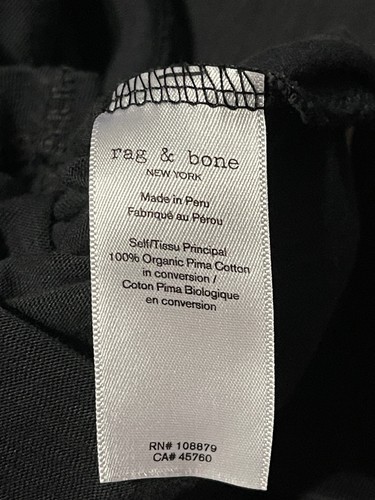 rag & bone
NEW YORK
Made in Peru
Fabriqué au Pérou
Self/Tissu Principal
100% Organic Pima Cotton
in conversion /
Coton Pima Biologique
en conversion
RN# 108879
CA# 45760